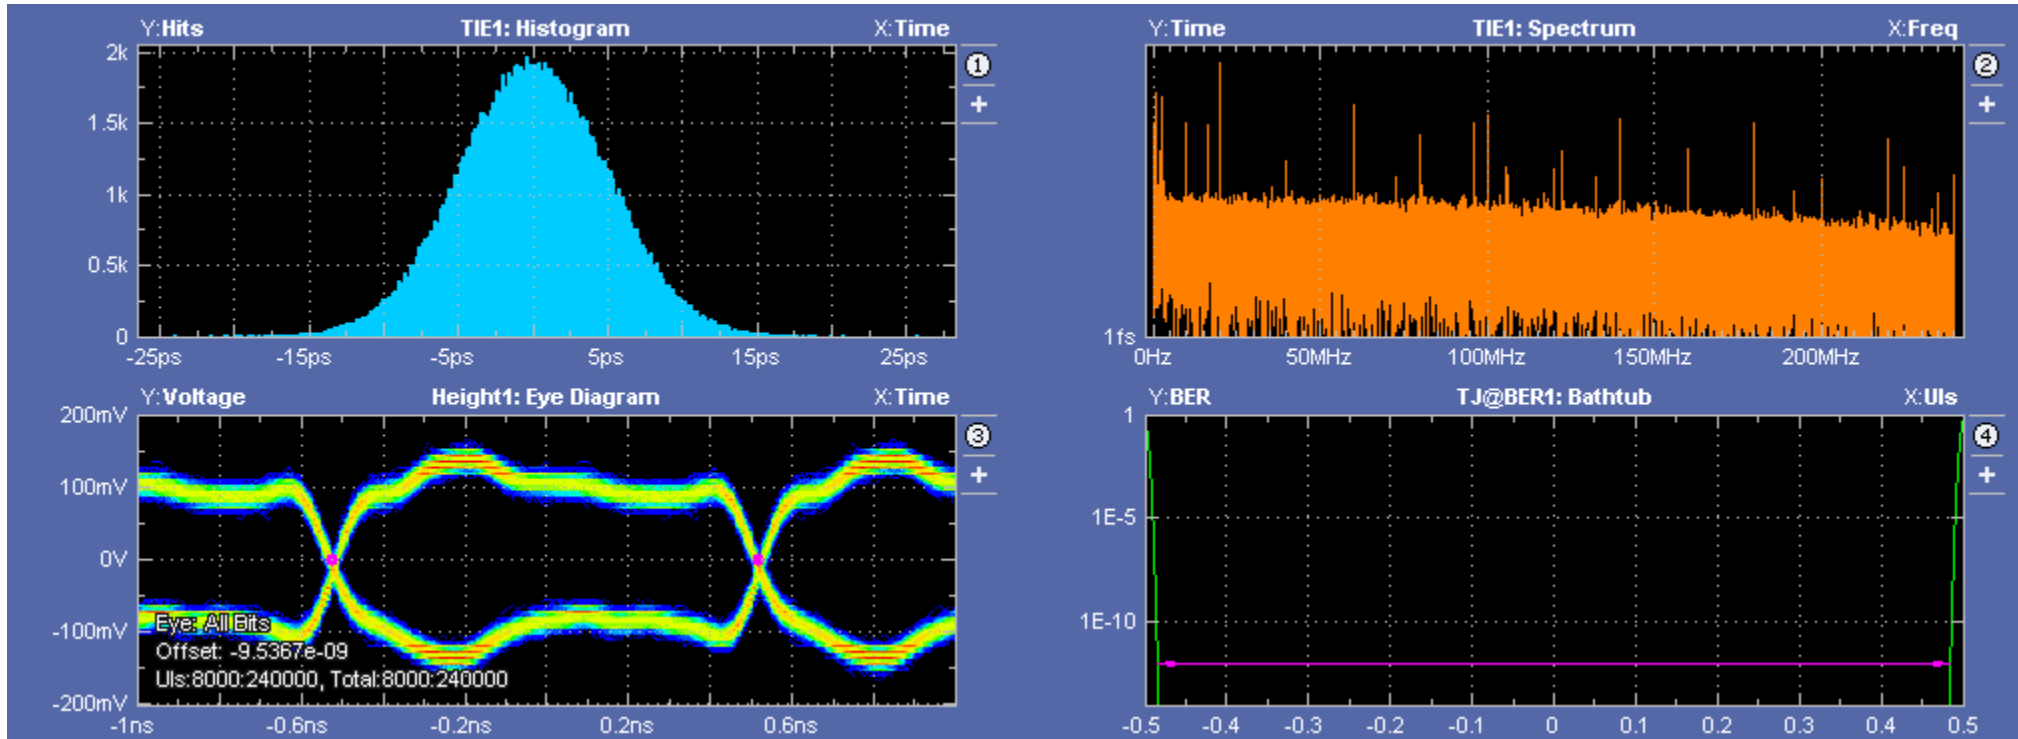 Y:Hits TIE1: Histogram X:Time
2k
1.5k
1k
0.5k
0
-25ps -15ps -5ps 5ps 15ps 25ps
1
+
Y:Time TIE1: Spectrum X:Freq
1fs
0Hz 50MHz 100MHz 150MHz 200MHz
2
+
Y:Voltage Height1: Eye Diagram X:Time
200mV
100mV
0V
-100mV
-200mV
Eye: All Bits
Offset: -9.5367e-09
UIs:8000:240000, Total:8000:240000
-1ns -0.6ns -0.2ns 0.2ns 0.6ns
3
+
Y:BER TJ@BER1: Bathtub X:UIs
1
1E-5
1E-10
-0.5 -0.4 -0.3 -0.2 -0.1 0 0.1 0.2 0.3 0.4 0.5
4
+